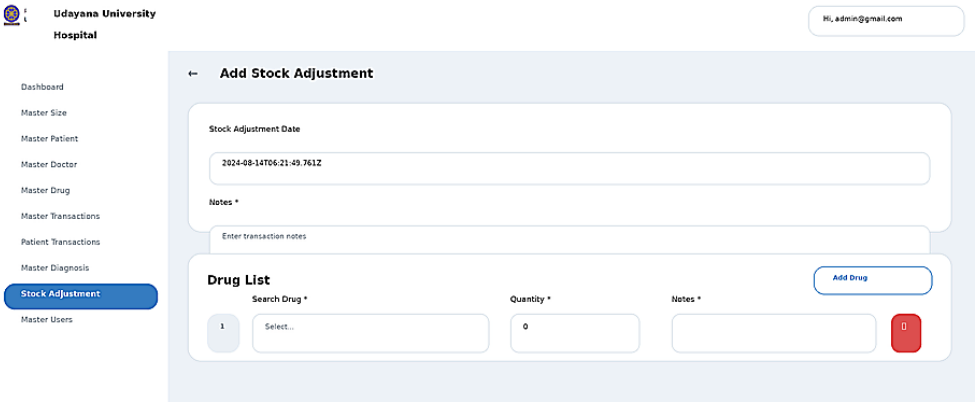 Udayana University
Hospital
Hi, admin@gmail.com
Dashboard
Master Size
Master Patient
Master Doctor
Master Drug
Master Transactions
Patient Transactions
Master Diagnosis
Stock Adjustment
Master Users
← Add Stock Adjustment
Stock Adjustment Date
2024-08-14T06:21:49.761Z
Notes *
Enter transaction notes
Drug List
Add Drug
Search Drug * Quantity * Notes *
1 Select... 0